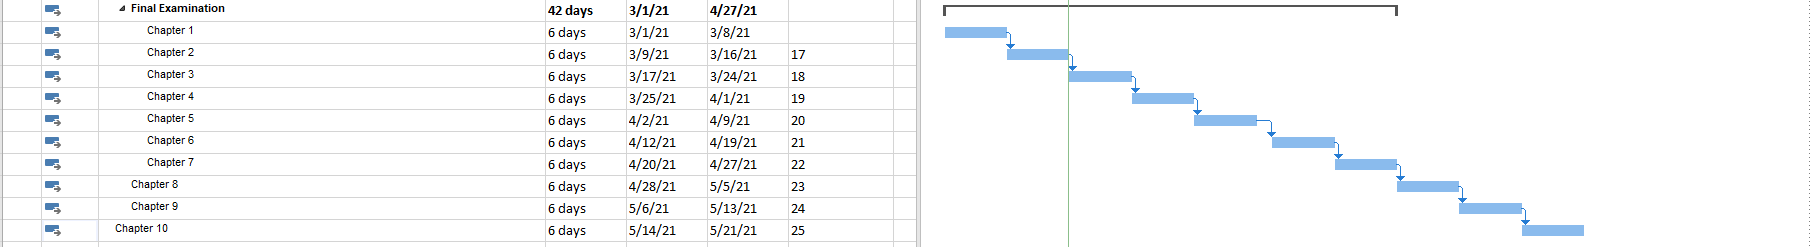 Final Examination 42 days 3/1/21 4/27/21
Chapter 1 6 days 3/1/21 3/8/21
Chapter 2 6 days 3/9/21 3/16/21 17
Chapter 3 6 days 3/17/21 3/24/21 18
Chapter 4 6 days 3/25/21 4/1/21 19
Chapter 5 6 days 4/2/21 4/9/21 20
Chapter 6 6 days 4/12/21 4/19/21 21
Chapter 7 6 days 4/20/21 4/27/21 22
Chapter 8 6 days 4/28/21 5/5/21 23
Chapter 9 6 days 5/6/21 5/13/21 24
Chapter 10 6 days 5/14/21 5/21/21 25